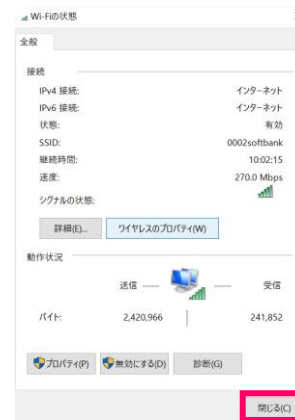 Wi-Fiの状態
全般
接続
IPv4 接続: インターネット
IPv6 接続: インターネット
状態: 有効
SSID: 0002softbank
継続時間: 10:02:15
速度: 270.0 Mbps
シグナルの状態:
詳細(E)... ワイヤレスのプロパティ(W)
動作状況
送信 受信
バイト: 2,420,966 241,852
プロパティ(P) 無効にする(D) 診断(G)
閉じる(C)